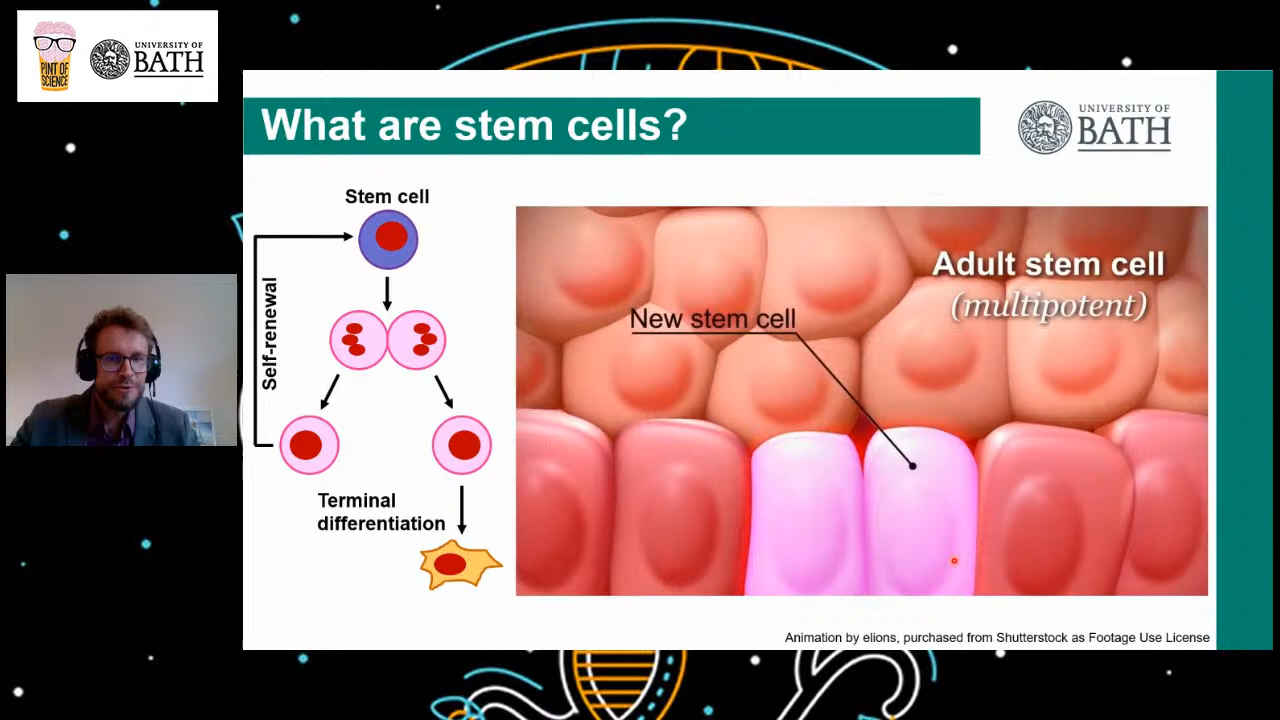 PINT OF
SCIENCE
UNIVERSITY OF
BATH
What are stem cells?
UNIVERSITY OF
BATH
Stem cell
Self-renewal
Terminal
differentiation
Adult stem cell
(multipotent)
New stem cell
Animation by elions, purchased from Shutterstock as Footage Use License